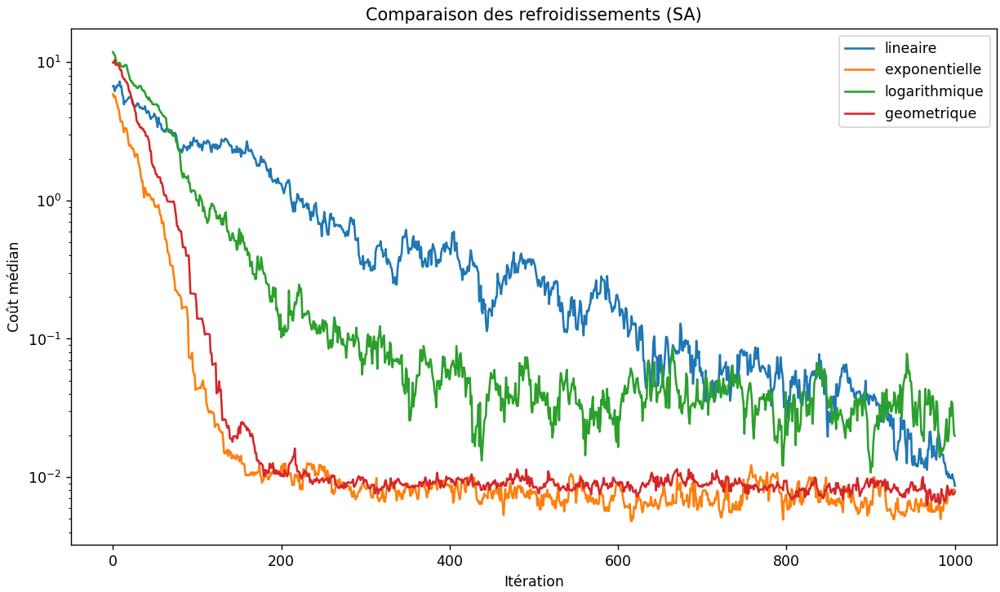 Comparaison des refroidissements (SA)
lineaire
exponentielle
logarithmique
geometrique
Coût médian
10¹
10⁰
10⁻¹
10⁻²
0 200 400 600 800 1000
Itération